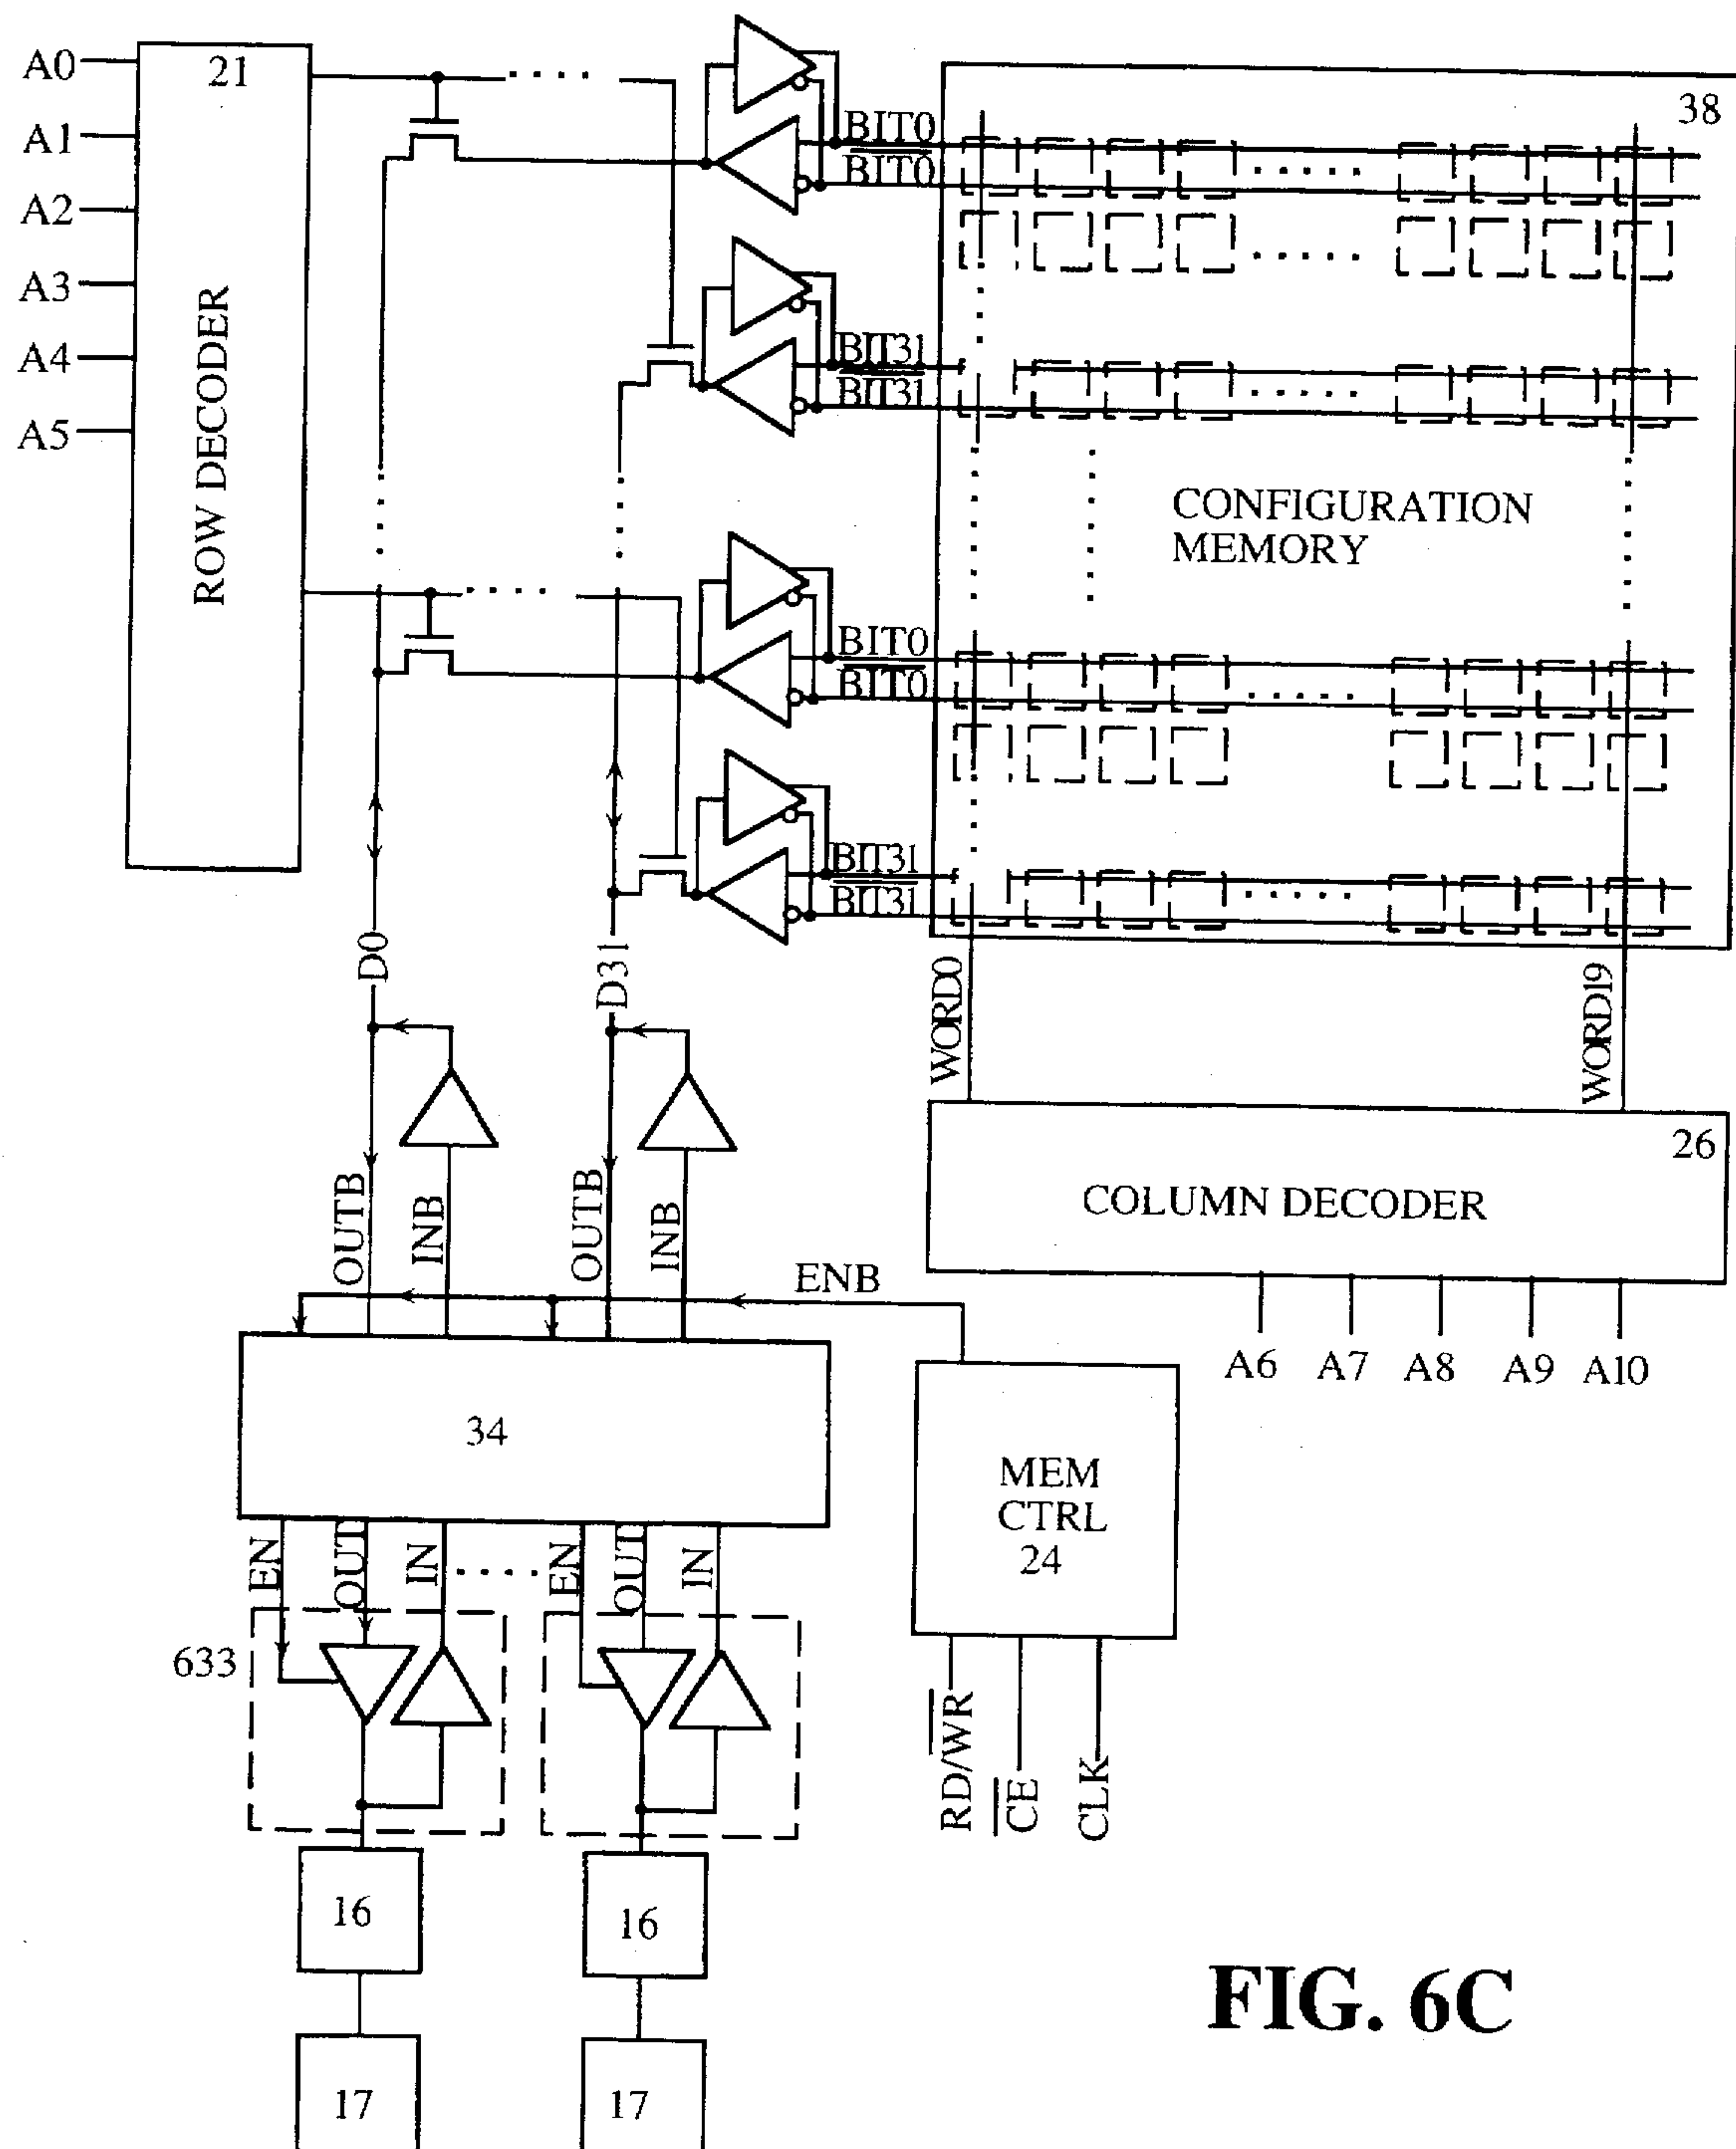 A0
A1
A2
A3
A4
A5
21
ROW DECODER
BIT0
BIT0
BIT31
BIT31
BIT0
BIT0
BIT31
BIT31
38
CONFIGURATION
MEMORY
D0
D31
WORD0
WORD19
26
COLUMN DECODER
A6
A7
A8
A9
A10
OUTB
INB
OUTB
INB
ENB
34
MEM
CTRL
24
RD/WR
CE
CLK
EN
OUT
IN
EN
OUT
IN
633
16
16
17
17
FIG. 6C